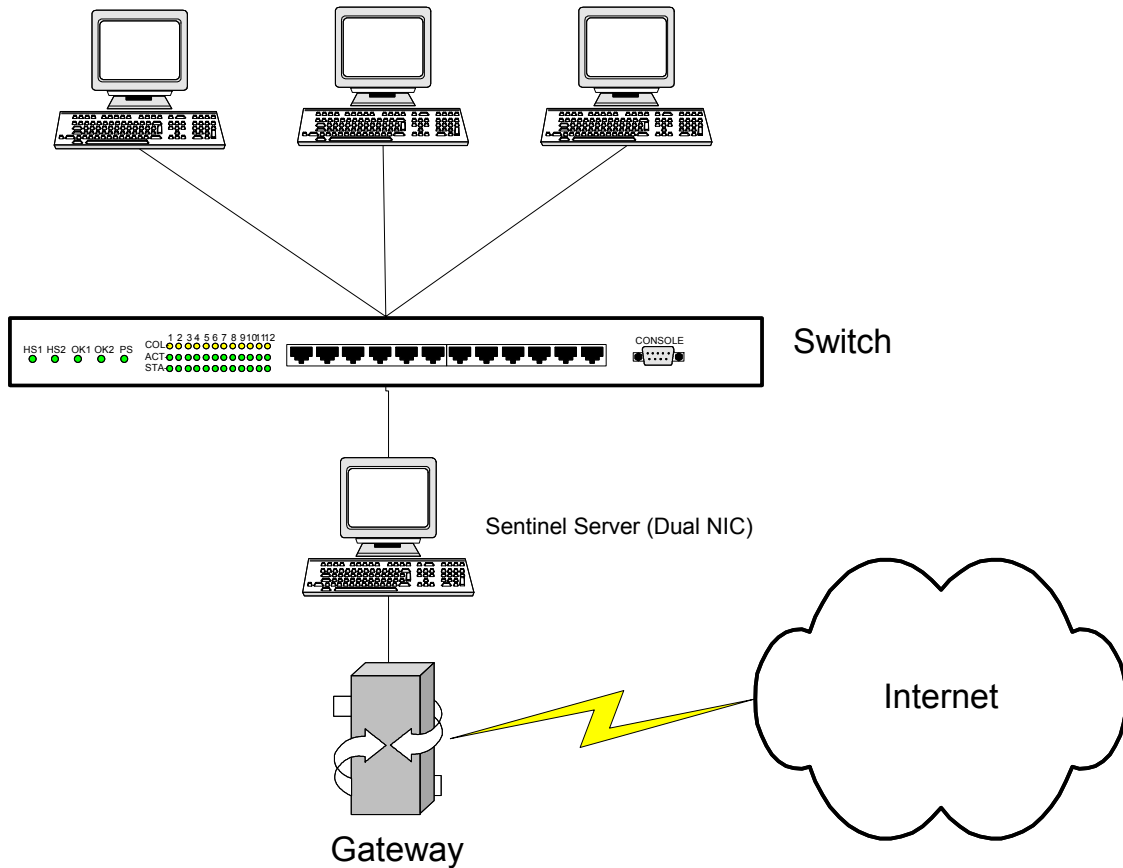 1 2 3 4 5 6 7 8 9 10 11 12
HS1 HS2 OK1 OK2 PS
COL
ACT
STA
CONSOLE
Switch
Sentinel Server (Dual NIC)
Internet
Gateway